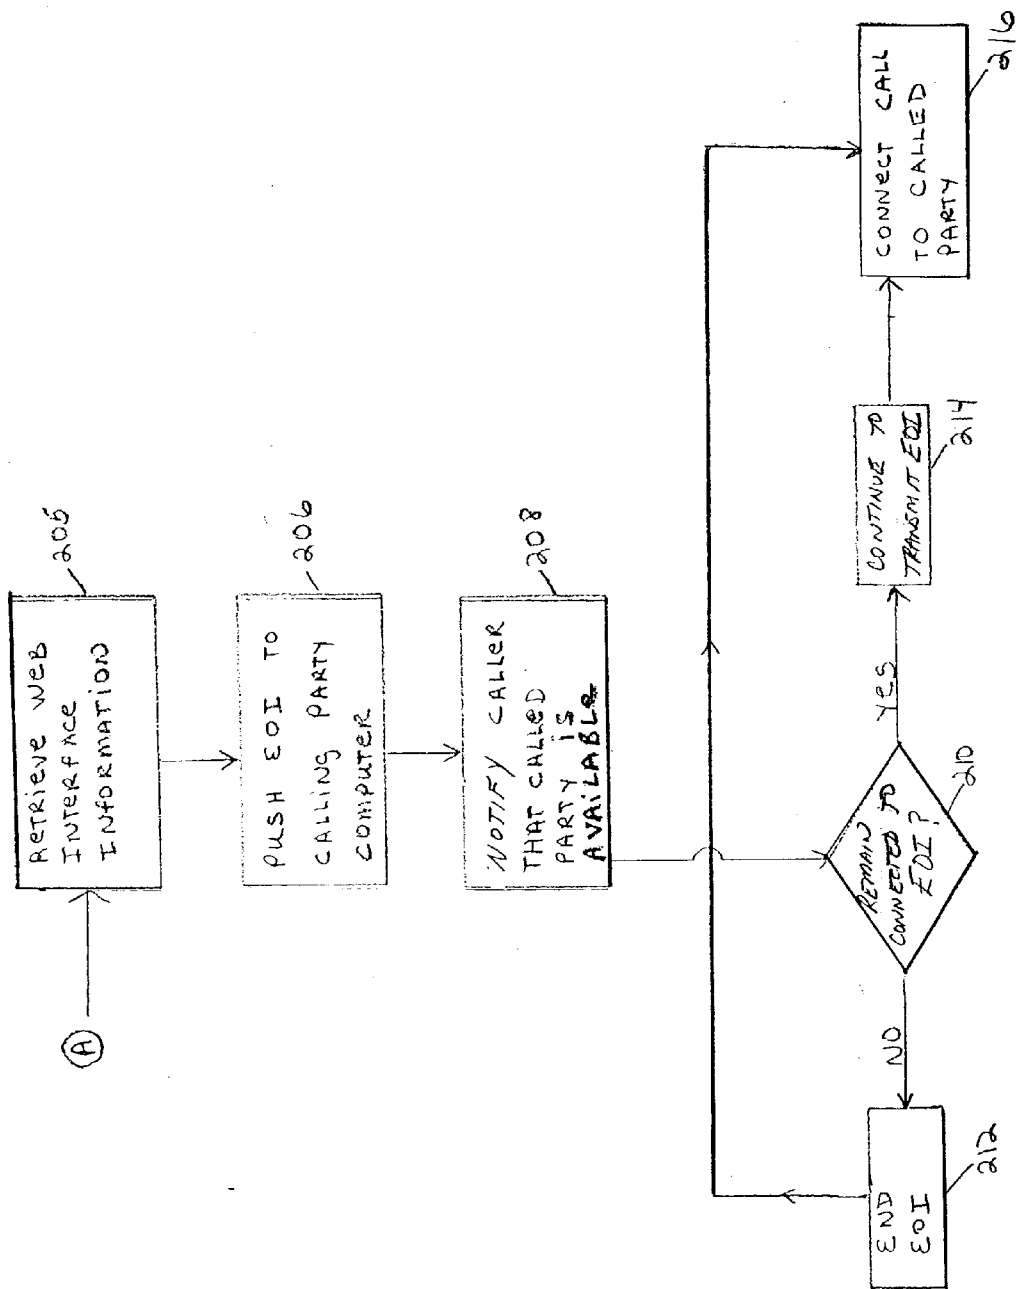 A
RETRIEVE WEB
INTERFACE
INFORMATION
205
PUSH EOI TO
CALLING PARTY
COMPUTER
206
NOTIFY CALLER
THAT CALLED
PARTY IS
AVAILABLE
208
REMAIN
CONNECTED TO
EOI?
210
NO
END
EOI
212
YES
CONTINUE TO
TRANSMIT EOI
214
CONNECT CALL
TO CALLED
PARTY
216